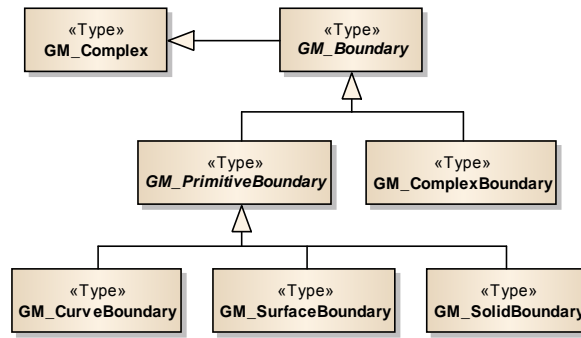 «Type»
GM_Complex
«Type»
GM_Boundary
«Type»
GM_PrimitiveBoundary
«Type»
GM_ComplexBoundary
«Type»
GM_CurveBoundary
«Type»
GM_SurfaceBoundary
«Type»
GM_SolidBoundary